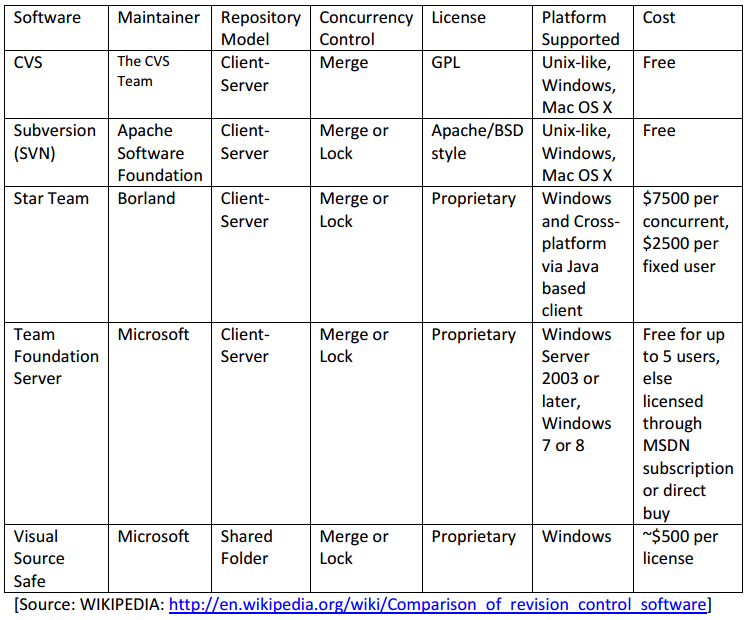 Software Maintainer Repository Model Concurrency Control License Platform Supported Cost
CVS The CVS Team Client-Server Merge GPL Unix-like, Windows, Mac OS X Free
Subversion (SVN) Apache Software Foundation Client-Server Merge or Lock Apache/BSD style Unix-like, Windows, Mac OS X Free
Star Team Borland Client-Server Merge or Lock Proprietary Windows and Cross-platform via Java based client $7500 per concurrent, $2500 per fixed user
Team Foundation Server Microsoft Client-Server Merge or Lock Proprietary Windows Server 2003 or later, Windows 7 or 8 Free for up to 5 users, else licensed through MSDN subscription or direct buy
Visual Source Safe Microsoft Shared Folder Merge or Lock Proprietary Windows ~$500 per license
[Source: WIKIPEDIA: http://en.wikipedia.org/wiki/Comparison_of_revision_control_software]